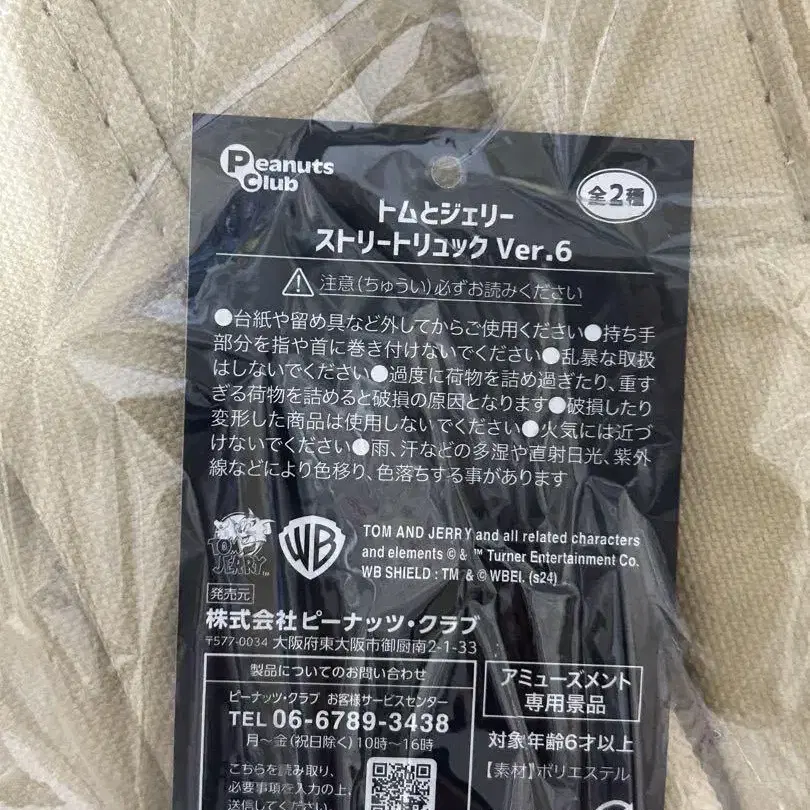 Peanuts Club
全2種
トムとジェリー
ストリートリュック Ver.6
注意(ちゅうい)必ずお読みください
●台紙や留め具など外してからご使用ください●持ち手
部分を指や首に巻き付けないでください●乱暴な取扱
はしないでください●過度に荷物を詰め過ぎたり、重す
ぎる荷物を詰めると破損の原因となります●破損したり
変形した商品は使用しないでください●火気には近づ
けないでください●雨、汗などの多湿や直射日光、紫外
線などにより色移り、色落ちする事があります
TOM AND JERRY
WB
TOM AND JERRY and all related characters
and elements © & ™ Turner Entertainment Co.
WB SHIELD : TM & © WBEI. (s24)
発売元
株式会社ピーナッツ・クラブ
〒577-0034 大阪府東大阪市御厨南2-1-33
製品についてのお問い合わせ
ピーナッツ・クラブ お客様サービスセンター
TEL 06-6789-3438
月〜金(祝日除く)10時〜16時
こちらを読み取り、
必要事項を入力の上、
送信してください。
アミューズメント
専用景品
対象年齢6才以上
【素材】ポリエステル